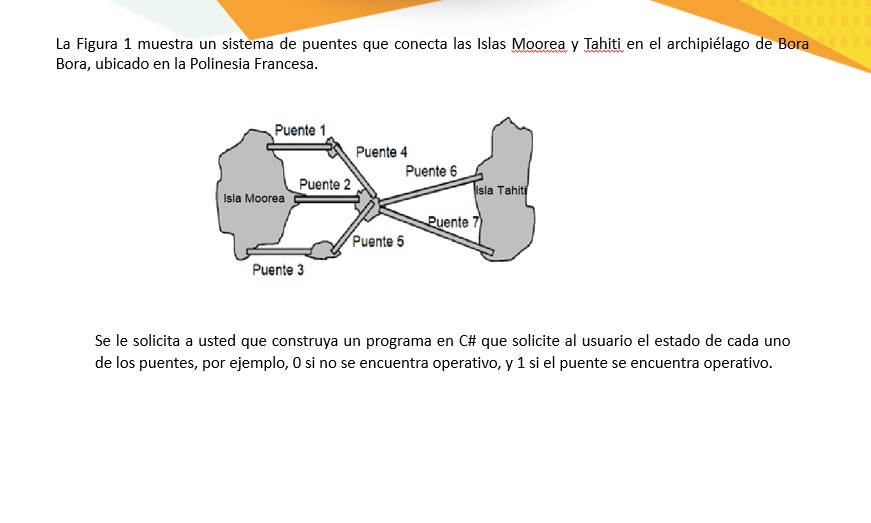 La Figura 1 muestra un sistema de puentes que conecta las Islas Moorea y Tahiti en el archipiélago de Bora
Bora, ubicado en la Polinesia Francesa.
Puente 1
Puente 4
Puente 6
Puente 2
Isla Tahiti
Isla Moorea
Puente 7
Puente 5
Puente 3
Se le solicita a usted que construya un programa en C# que solicite al usuario el estado de cada uno
de los puentes, por ejemplo, 0 si no se encuentra operativo, y 1 si el puente se encuentra operativo.